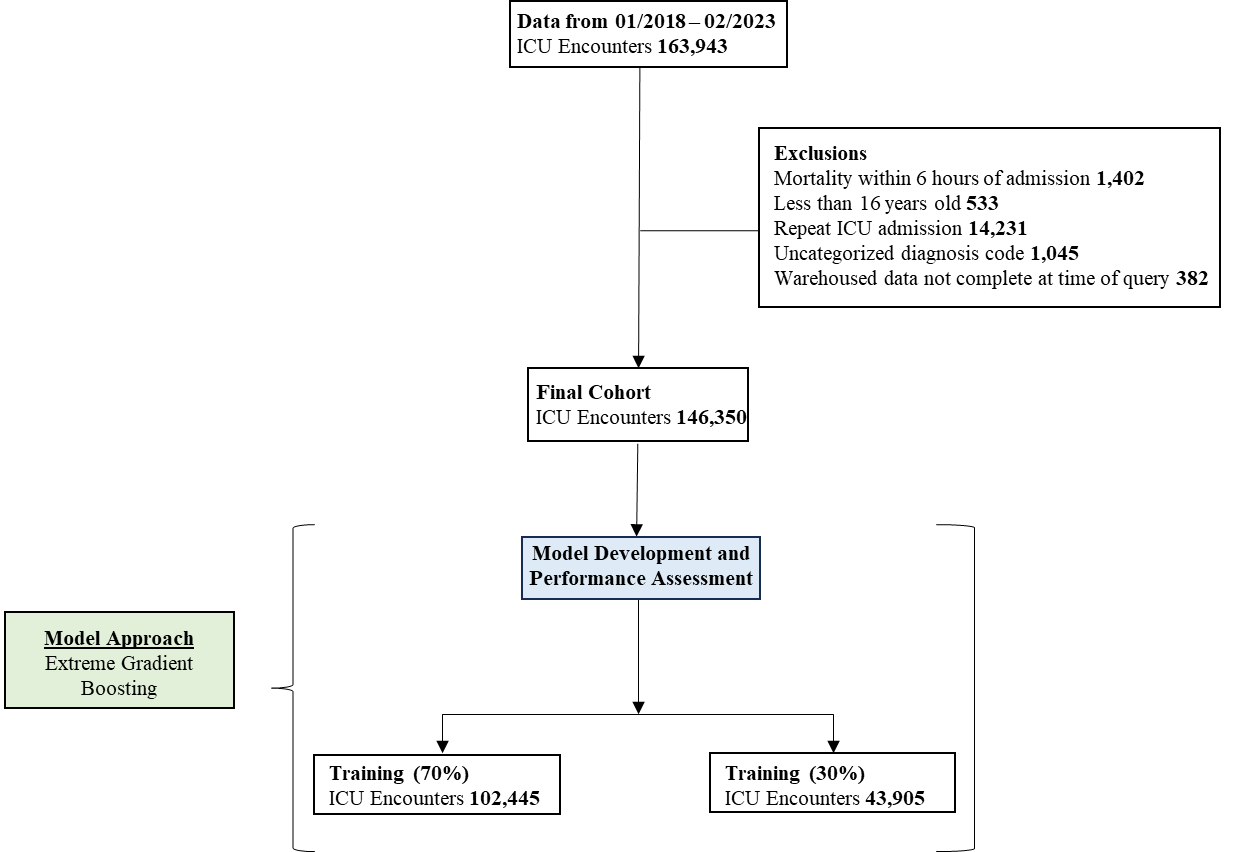 Data from 01/2018 – 02/2023
ICU Encounters 163,943
Exclusions
Mortality within 6 hours of admission 1,402
Less than 16 years old 533
Repeat ICU admission 14,231
Uncategorized diagnosis code 1,045
Warehoused data not complete at time of query 382
Final Cohort
ICU Encounters 146,350
Model Development and
Performance Assessment
Model Approach
Extreme Gradient
Boosting
Training (70%)
ICU Encounters 102,445
Training (30%)
ICU Encounters 43,905